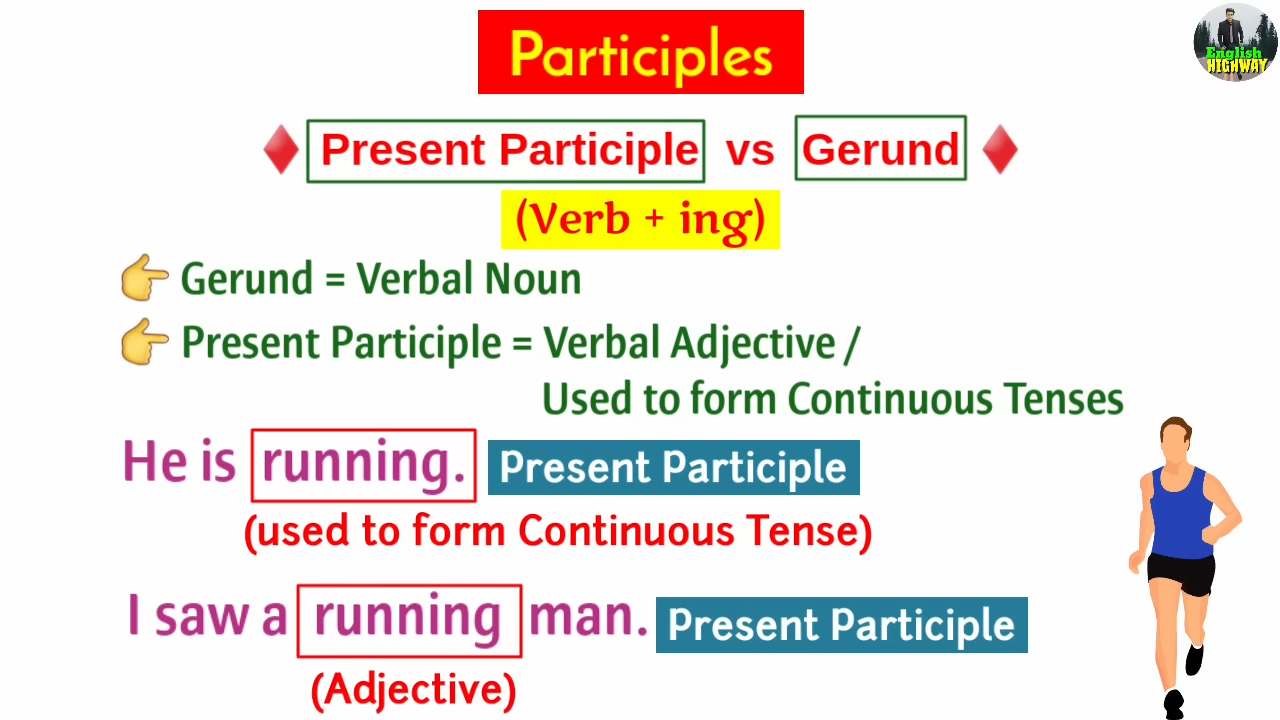 Participles
English
HIGHWAY
Present Participle vs Gerund
(Verb + ing)
Gerund = Verbal Noun
Present Participle = Verbal Adjective /
Used to form Continuous Tenses
He is running. Present Participle
(used to form Continuous Tense)
I saw a running man. Present Participle
(Adjective)